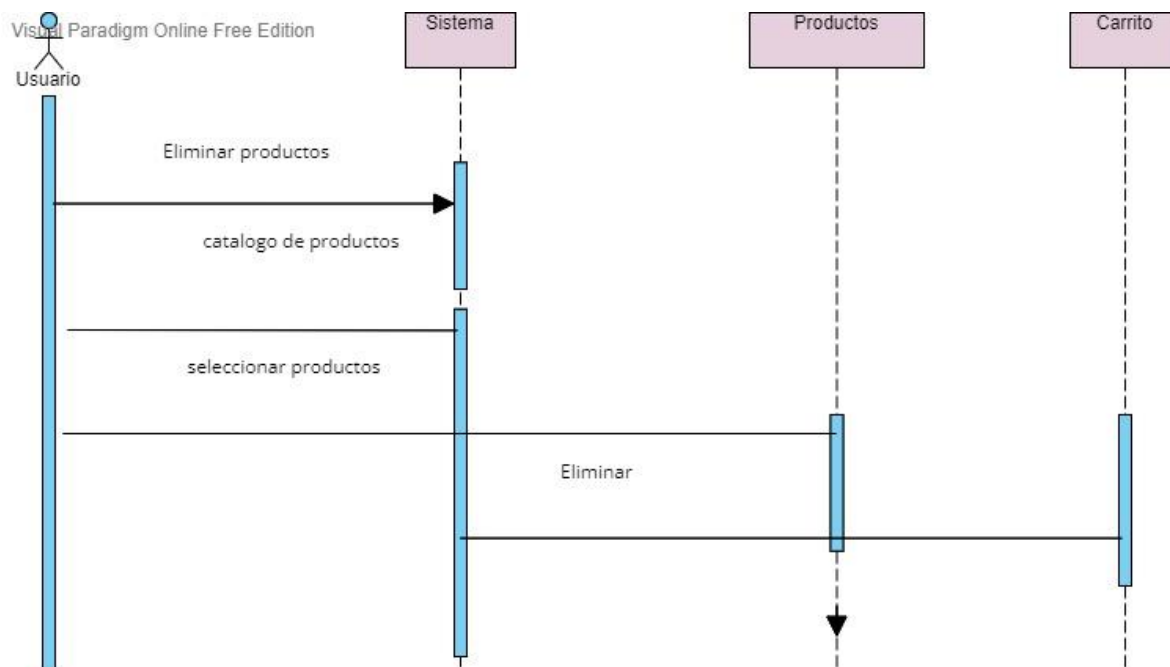 Visual Paradigm Online Free Edition
Sistema
Productos
Carrito
Usuario
Eliminar productos
catalogo de productos
seleccionar productos
Eliminar